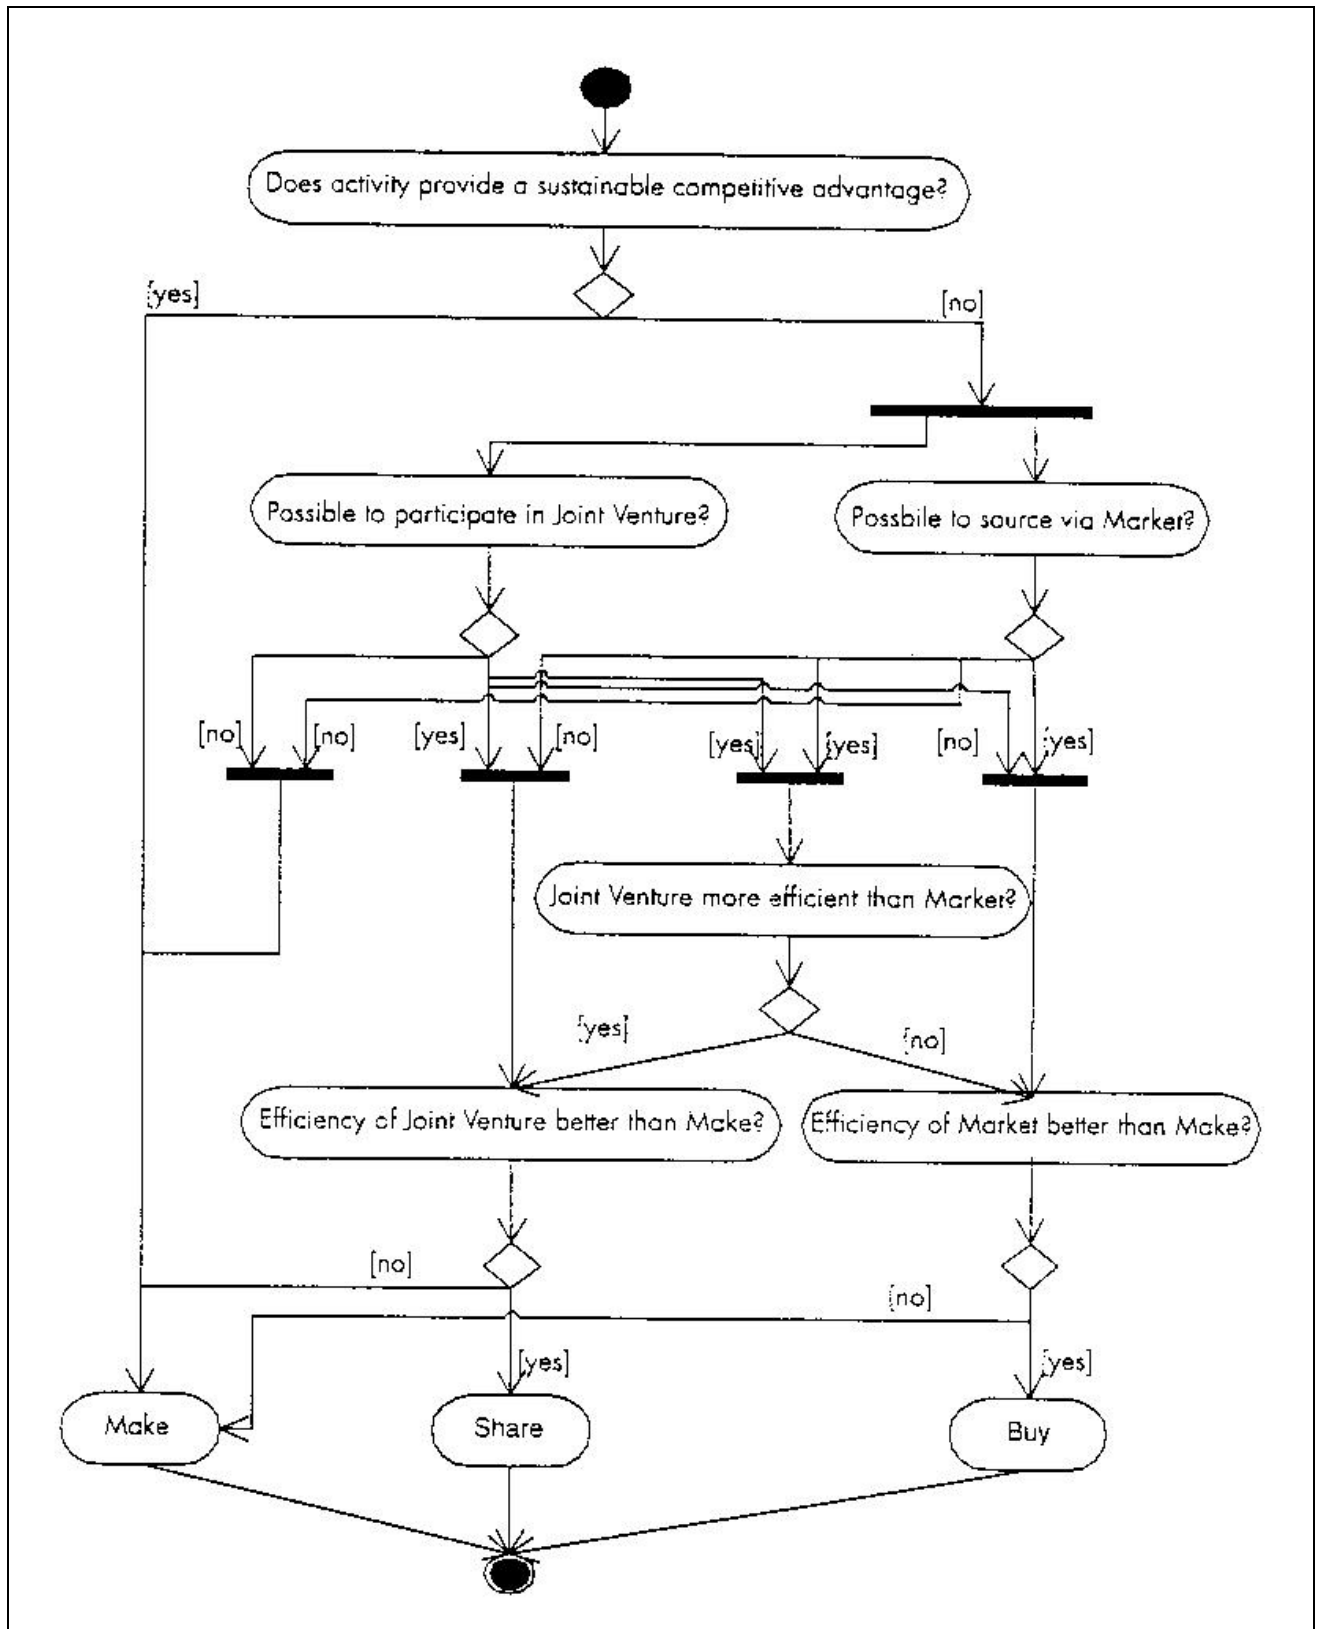 Does activity provide a sustainable competitive advantage?
[yes]
[no]
Possible to participate in Joint Venture?
Possbile to source via Market?
[no]
[no]
[yes]
[no]
[yes]
[yes]
[no]
[yes]
Joint Venture more efficient than Market?
[yes]
[no]
Efficiency of Joint Venture better than Make?
Efficiency of Market better than Make?
[no]
[no]
[yes]
[yes]
Make
Share
Buy